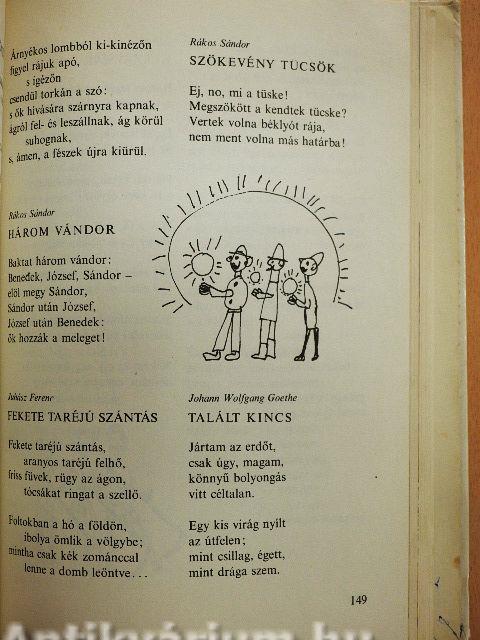 Árnyékos lombból ki-kinézőn
figyel rájuk apó,
s igézőn
csendül torkán a szó:
s ők hívására szárnyra kapnak,
ágról fel- és leszállnak, ág körül
suhognak,
s, ámen, a fészek újra kiürül.
Rákos Sándor
HÁROM VÁNDOR
Baktat három vándor:
Benedek, József, Sándor –
elöl megy Sándor,
Sándor után József,
József után Benedek:
ők hozzák a meleget!
Juhász Ferenc
FEKETE TARÉJÚ SZÁNTÁS
Fekete taréjú szántás,
aranyos taréjú felhő,
friss füvek, rügy az ágon,
tócsákat ringat a szellő.
Foltokban a hó a földön,
ibolya ömlik a völgybe;
mintha csak kék zománccal
lenne a domb leöntve...
Rákos Sándor
SZÖKEVÉNY TÜCSÖK
Ej, no, mi a tüske!
Megszökött a kendtek tücske?
Vertek volna béklyót rája,
nem ment volna más határba!
Johann Wolfgang Goethe
TALÁLT KINCS
Jártam az erdőt,
csak úgy, magam,
könnyű bolyongás
vitt céltalan.
Egy kis virág nyílt
az útfelen;
mint csillag, égett,
mint drága szem.
149
Antikvárium.hu